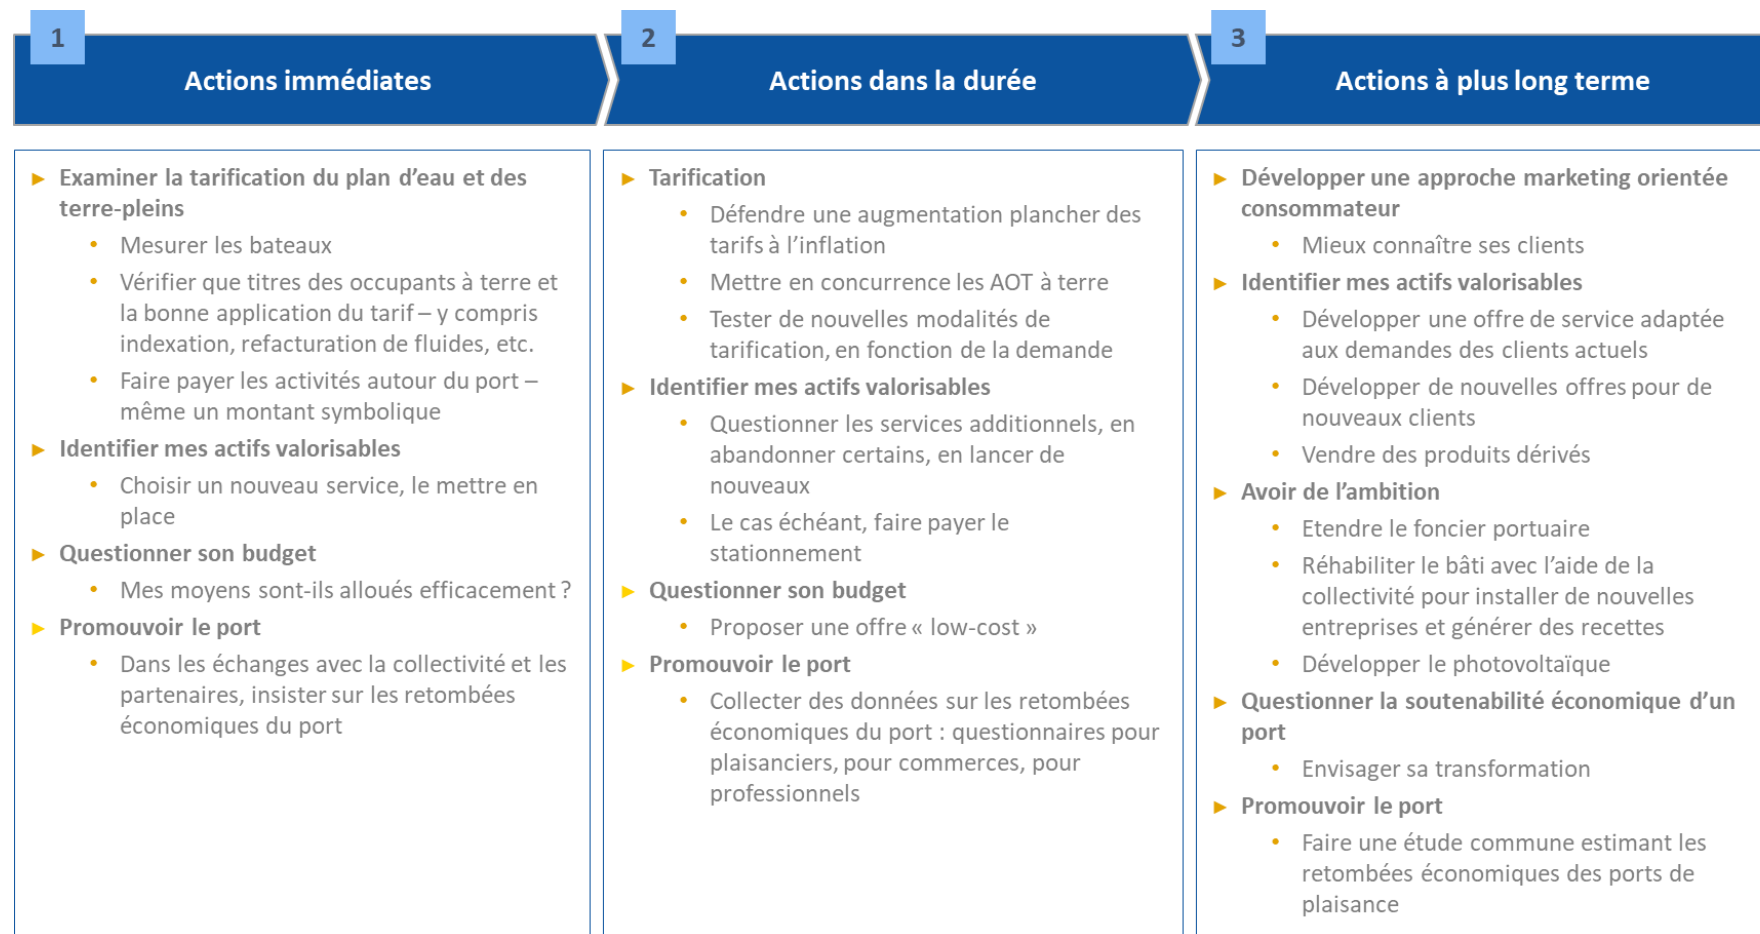 1
Actions immédiates
2
Actions dans la durée
3
Actions à plus long terme
► Examiner la tarification du plan d’eau et des
terre-pleins
• Mesurer les bateaux
• Vérifier que titres des occupants à terre et
la bonne application du tarif – y compris
indexation, refacturation de fluides, etc.
• Faire payer les activités autour du port –
même un montant symbolique
► Identifier mes actifs valorisables
• Choisir un nouveau service, le mettre en
place
► Questionner son budget
• Mes moyens sont-ils alloués efficacement ?
► Promouvoir le port
• Dans les échanges avec la collectivité et les
partenaires, insister sur les retombées
économiques du port
► Tarification
• Défendre une augmentation plancher des
tarifs à l’inflation
• Mettre en concurrence les AOT à terre
• Tester de nouvelles modalités de
tarification, en fonction de la demande
► Identifier mes actifs valorisables
• Questionner les services additionnels, en
abandonner certains, en lancer de
nouveaux
• Le cas échéant, faire payer le
stationnement
► Questionner son budget
• Proposer une offre « low-cost »
► Promouvoir le port
• Collecter des données sur les retombées
économiques du port : questionnaires pour
plaisanciers, pour commerces, pour
professionnels
► Développer une approche marketing orientée
consommateur
• Mieux connaître ses clients
► Identifier mes actifs valorisables
• Développer une offre de service adaptée
aux demandes des clients actuels
• Développer de nouvelles offres pour de
nouveaux clients
• Vendre des produits dérivés
► Avoir de l’ambition
• Etendre le foncier portuaire
• Réhabiliter le bâti avec l’aide de la
collectivité pour installer de nouvelles
entreprises et générer des recettes
• Développer le photovoltaïque
► Questionner la soutenabilité économique d’un
port
• Envisager sa transformation
► Promouvoir le port
• Faire une étude commune estimant les
retombées économiques des ports de
plaisance